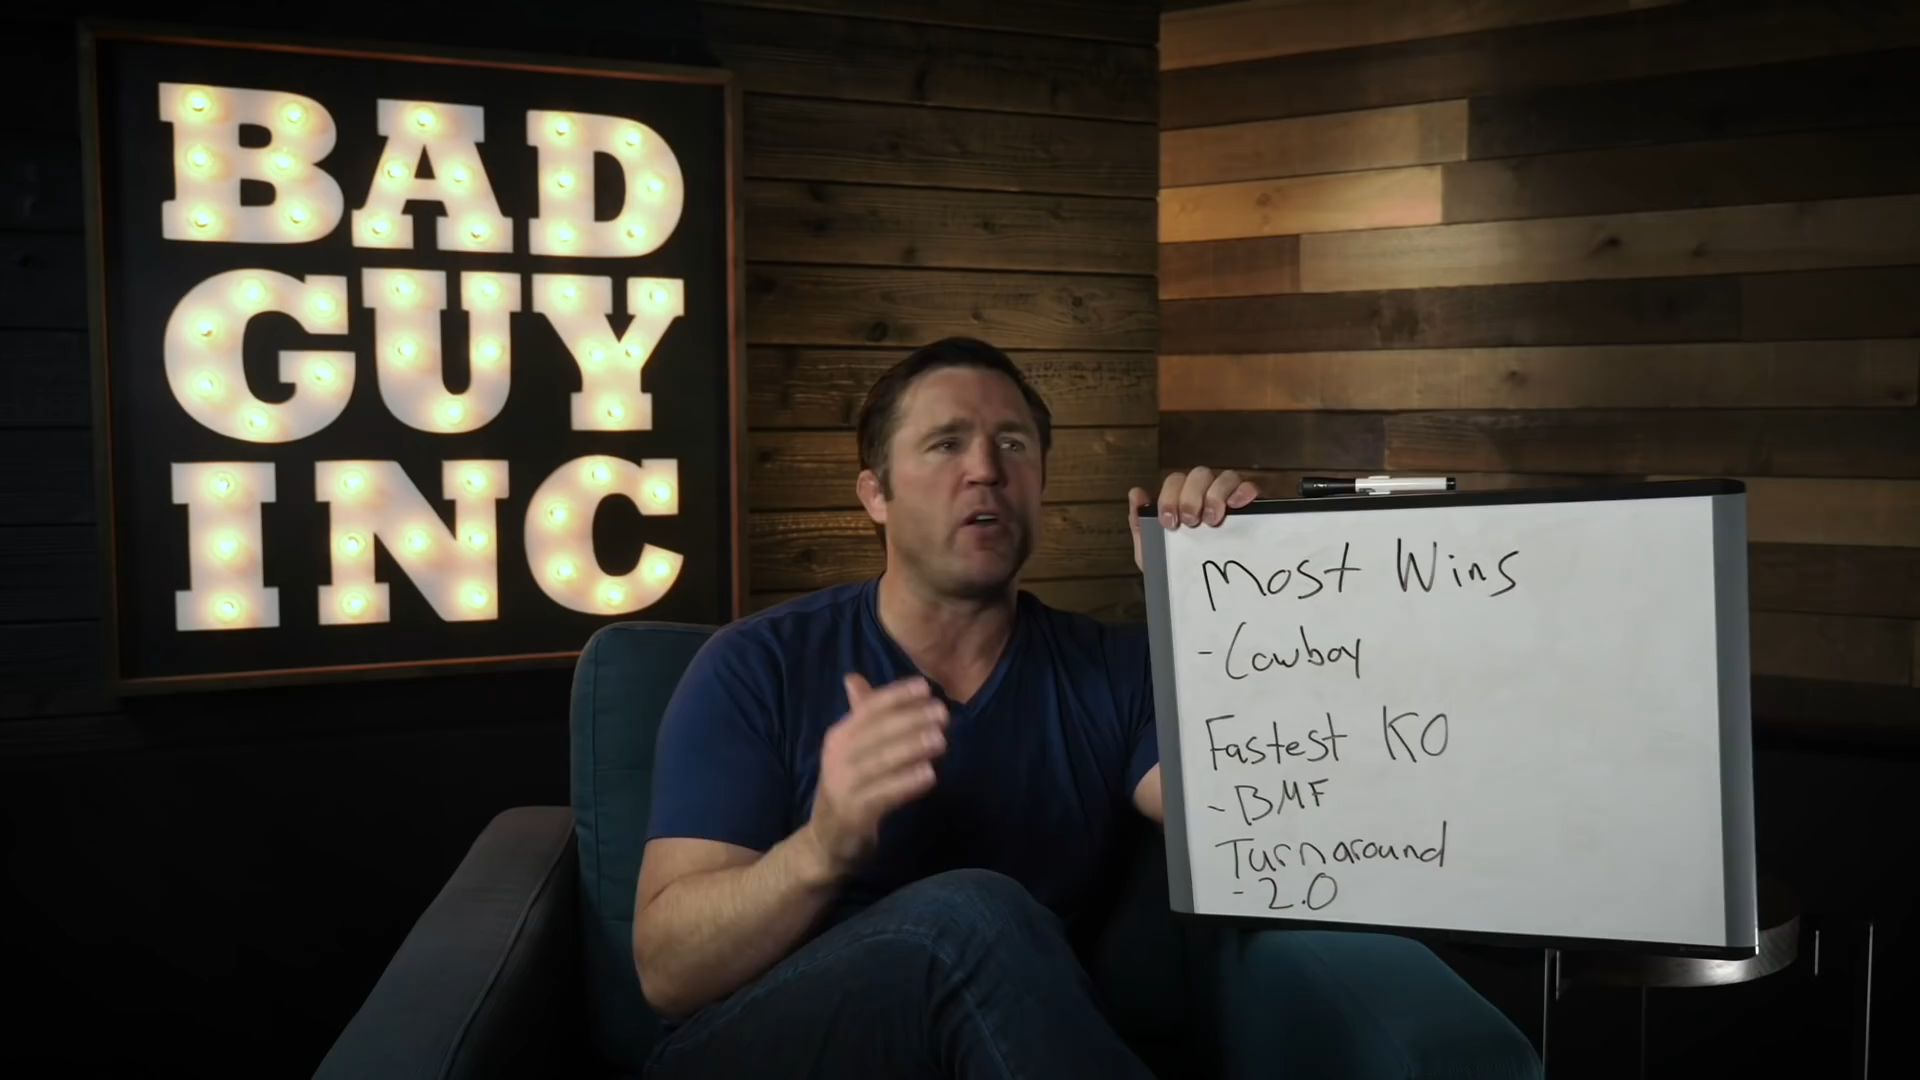 BAD
GUY
INC
Most Wins
- Cowboy
Fastest KO
- BMF
Turnaround
- 2.0